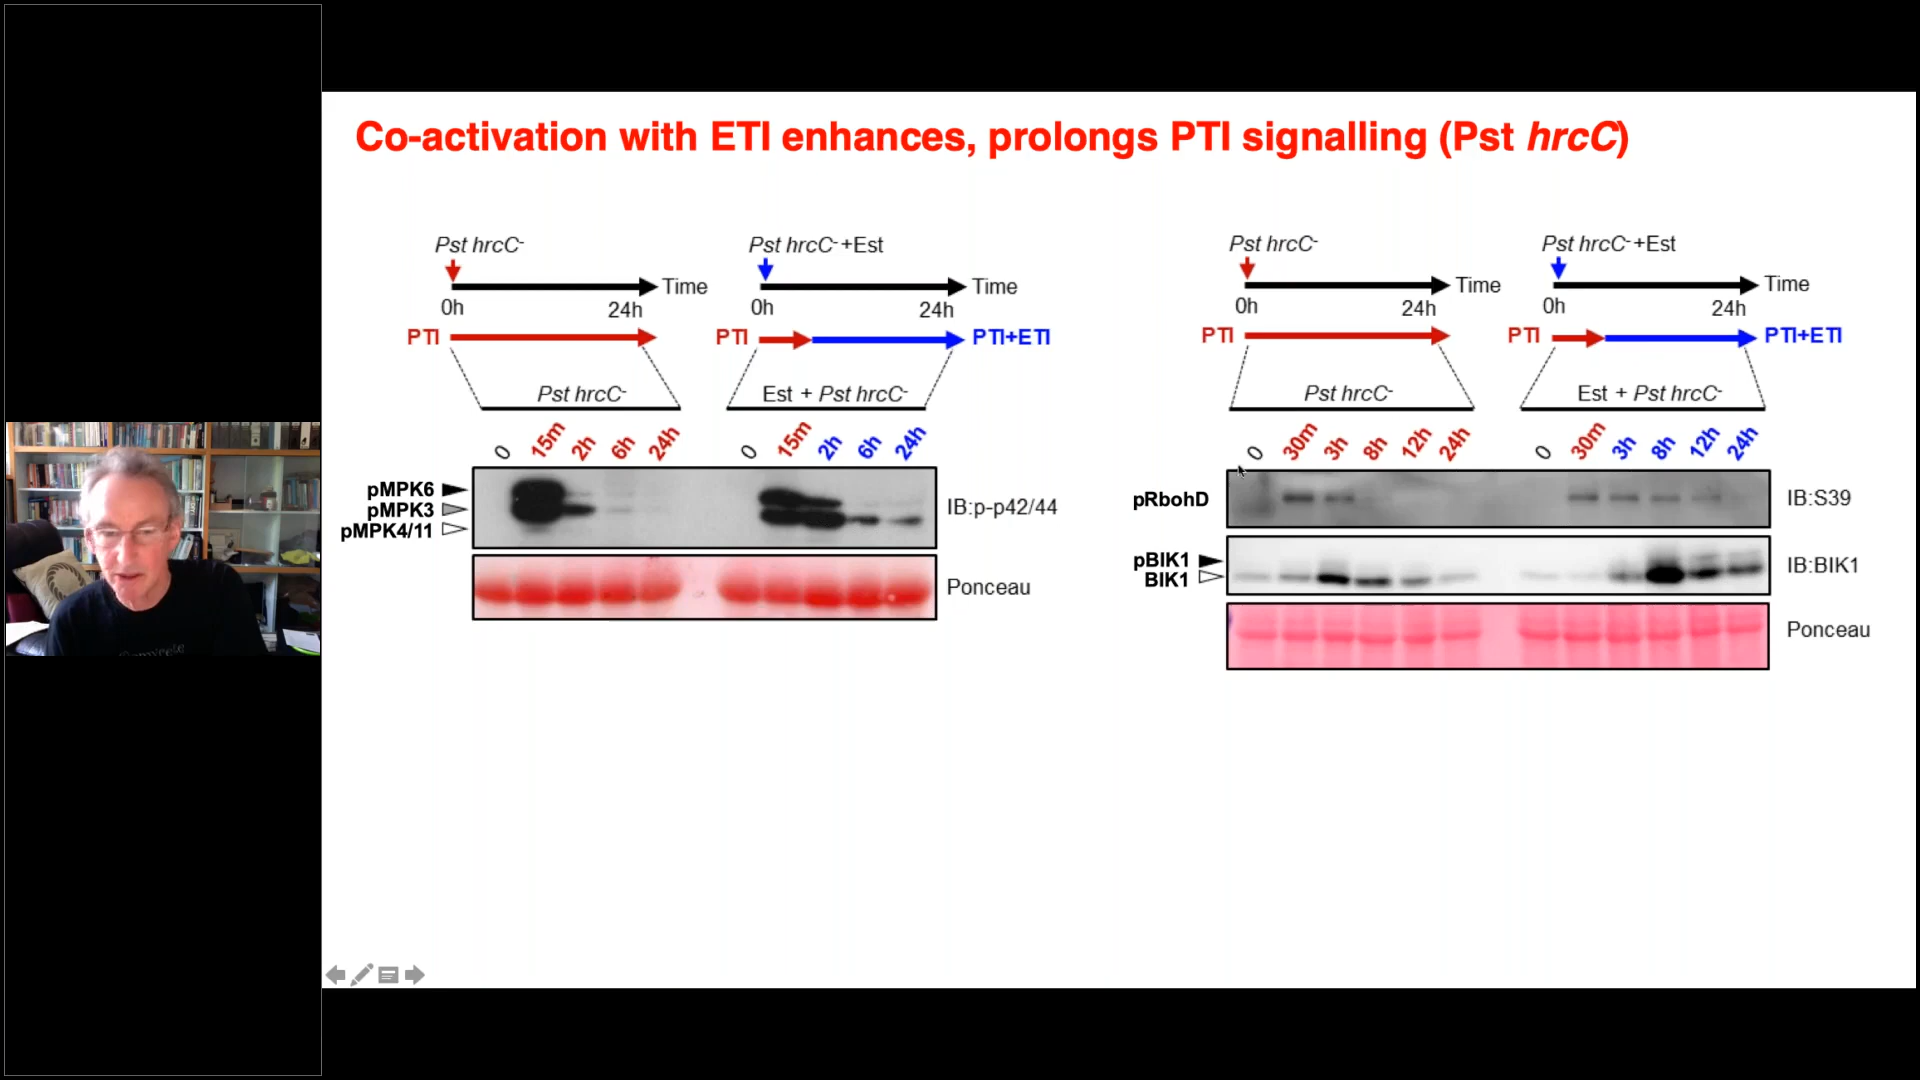 Co-activation with ETI enhances, prolongs PTI signalling (Pst hrcC)
Pst hrcC-
Time
0h 24h
PTI
Pst hrcC-
0 15m 2h 6h 24h
Pst hrcC-+Est
Time
0h 24h
PTI PTI+ETI
Est + Pst hrcC-
0 15m 2h 6h 24h
pMPK6
pMPK3
pMPK4/11
IB:p-p42/44
Ponceau
Pst hrcC-
Time
0h 24h
PTI
Pst hrcC-
0 30m 3h 8h 12h 24h
Pst hrcC-+Est
Time
0h 24h
PTI PTI+ETI
Est + Pst hrcC-
0 30m 3h 8h 12h 24h
pRbohD
IB:S39
pBIK1
BIK1
IB:BIK1
Ponceau